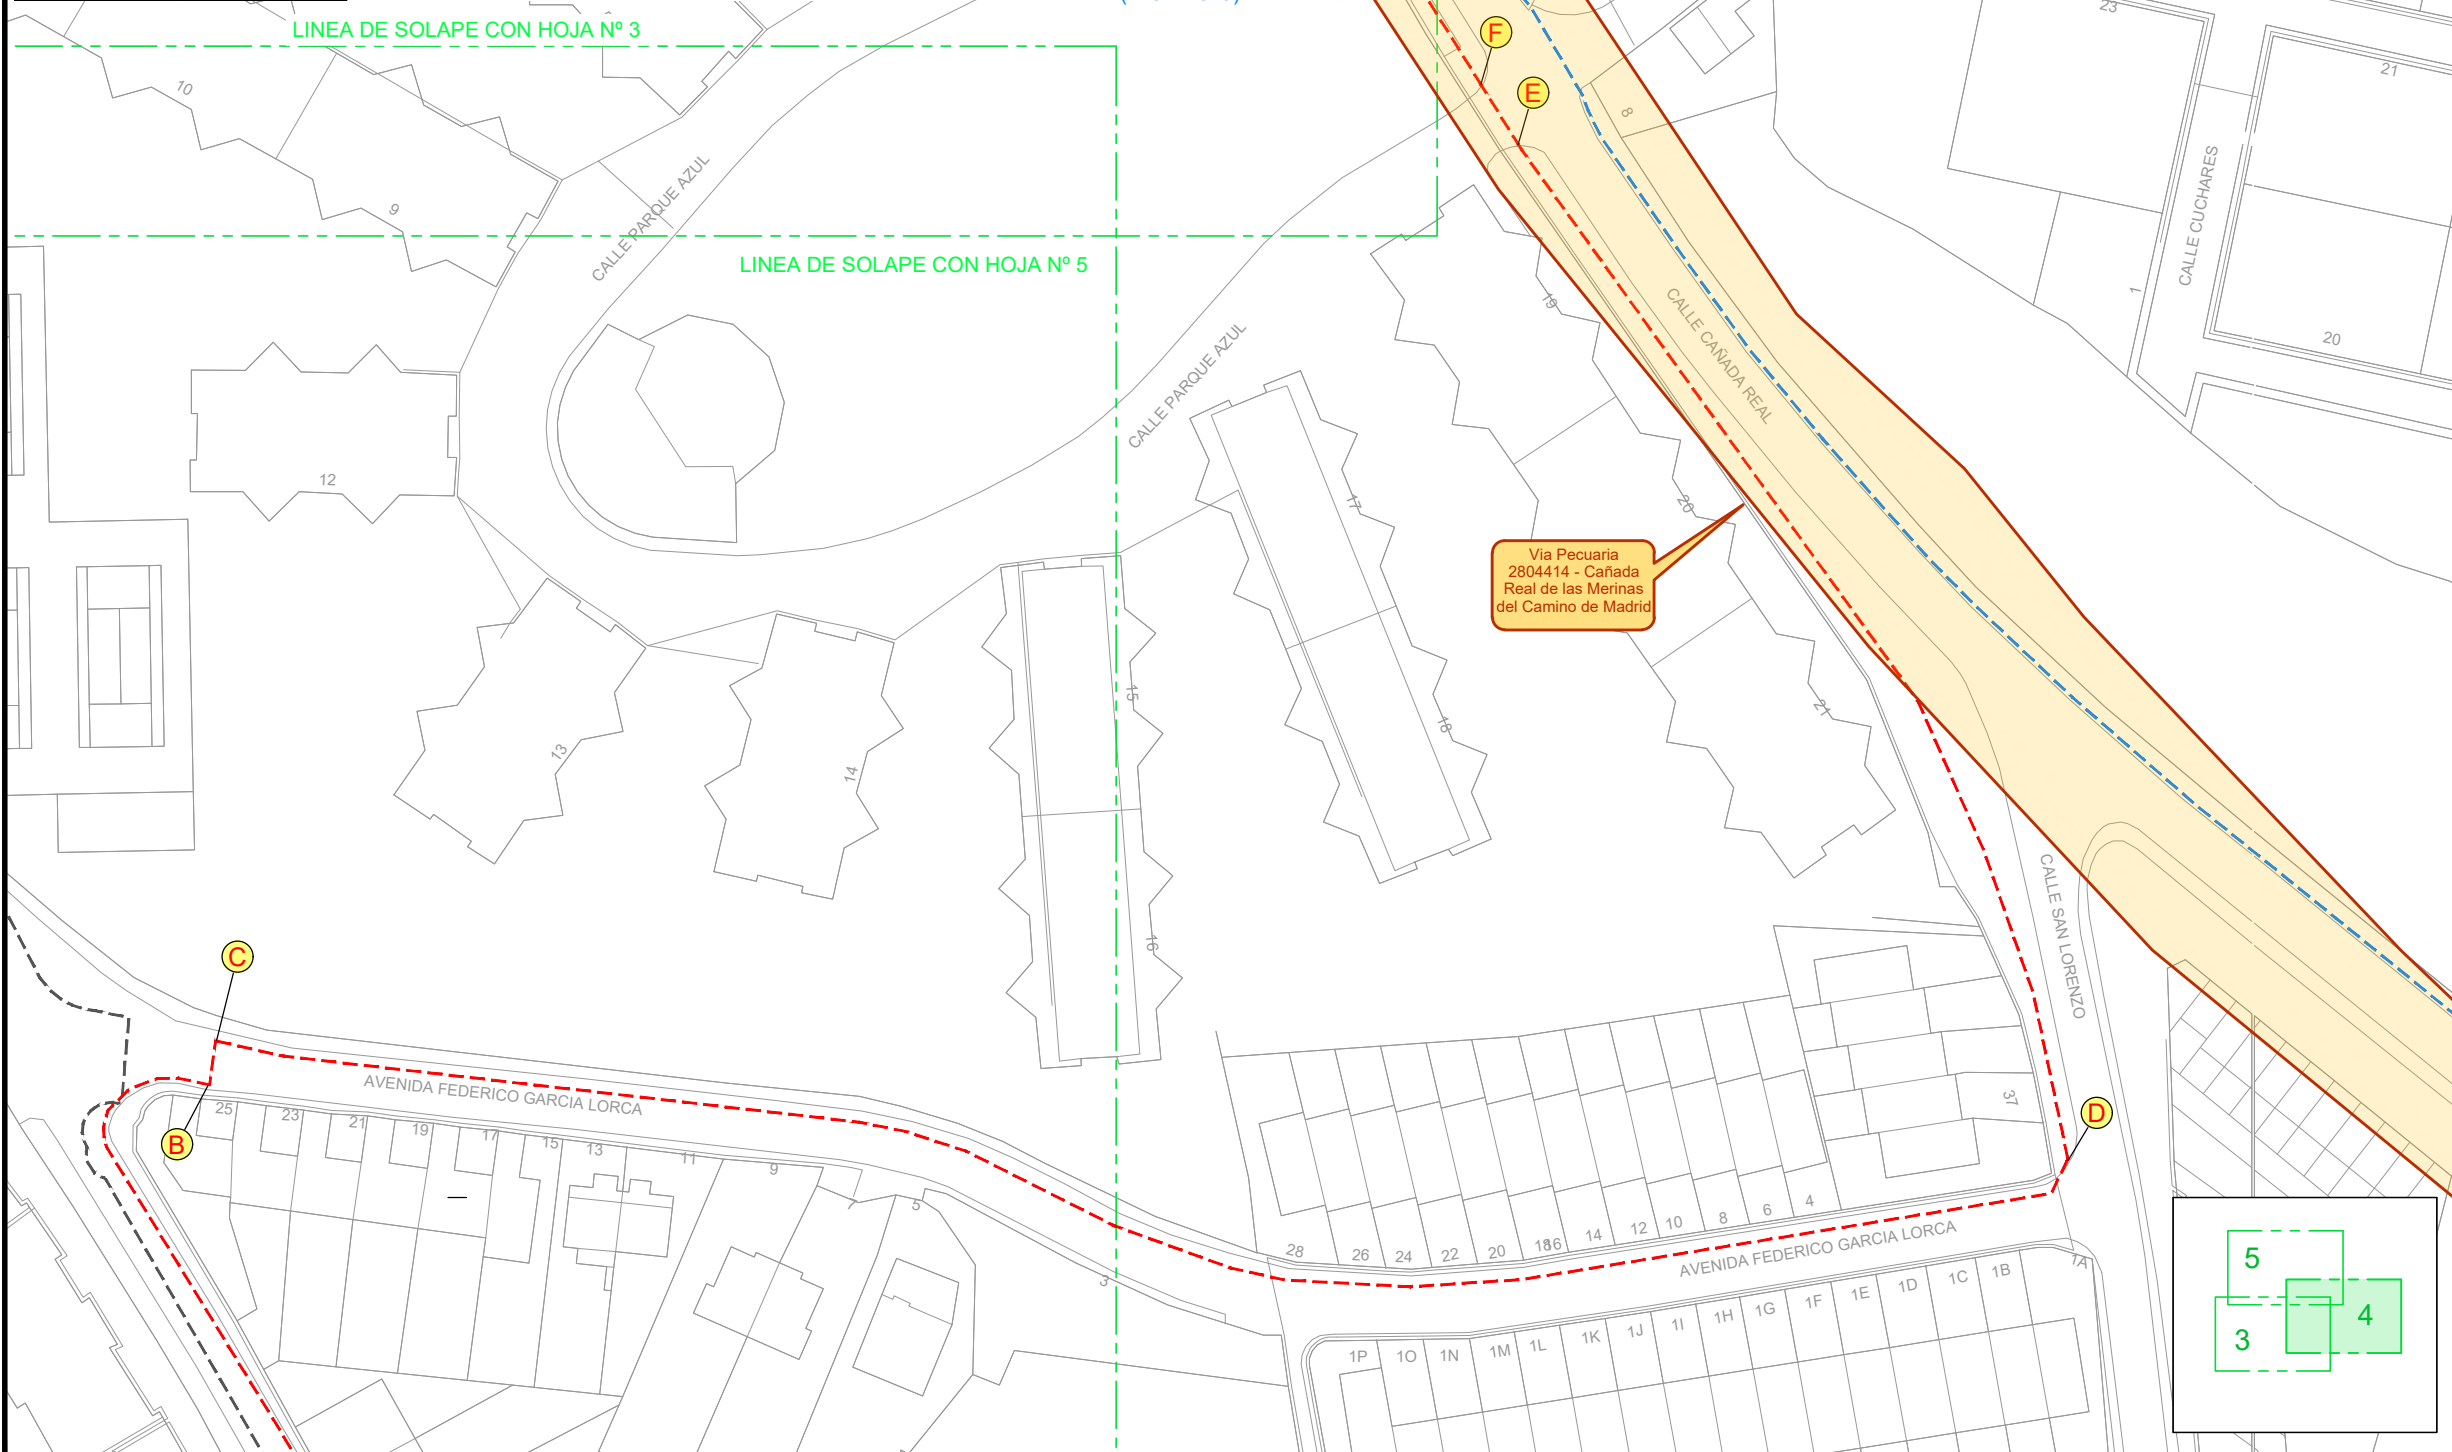 LINEA DE SOLAPE CON HOJA Nº 3
F
E
23
21
10
8
CALLE CUCHARES
CALLE PARQUE AZUL
9
LINEA DE SOLAPE CON HOJA Nº 5
1
19
CALLE CAÑADA REAL
20
CALLE PARQUE AZUL
12
17
20
Via Pecuaria
2804414 - Cañada
Real de las Merinas
del Camino de Madrid
15
21
18
13
14
16
CALLE SAN LORENZO
C
AVENIDA FEDERICO GARCIA LORCA
37
D
B
25
23
21
19
17
15
13
11
9
7
5
3
28
26
24
22
20
18
16
14
12
10
8
6
4
AVENIDA FEDERICO GARCIA LORCA
1A
1B
1C
1D
1E
1F
1G
1H
1I
1J
1K
1L
1M
1N
1O
1P
5
4
3